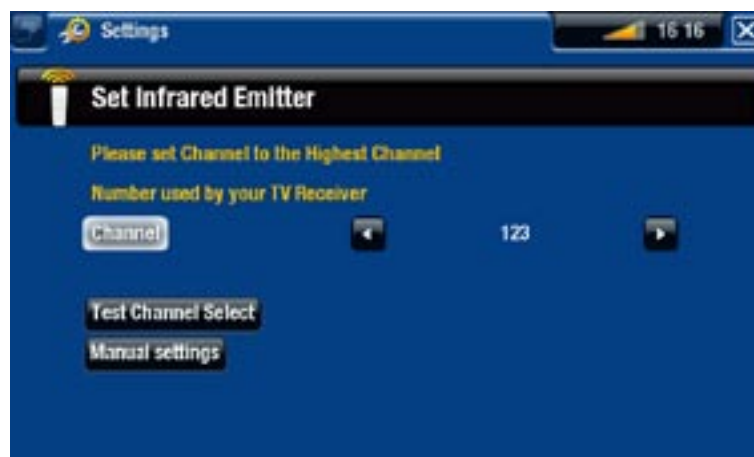 Settings
16 16
Set Infrared Emitter
Please set Channel to the Highest Channel
Number used by your TV Receiver
Channel
123
Test Channel Select
Manual settings